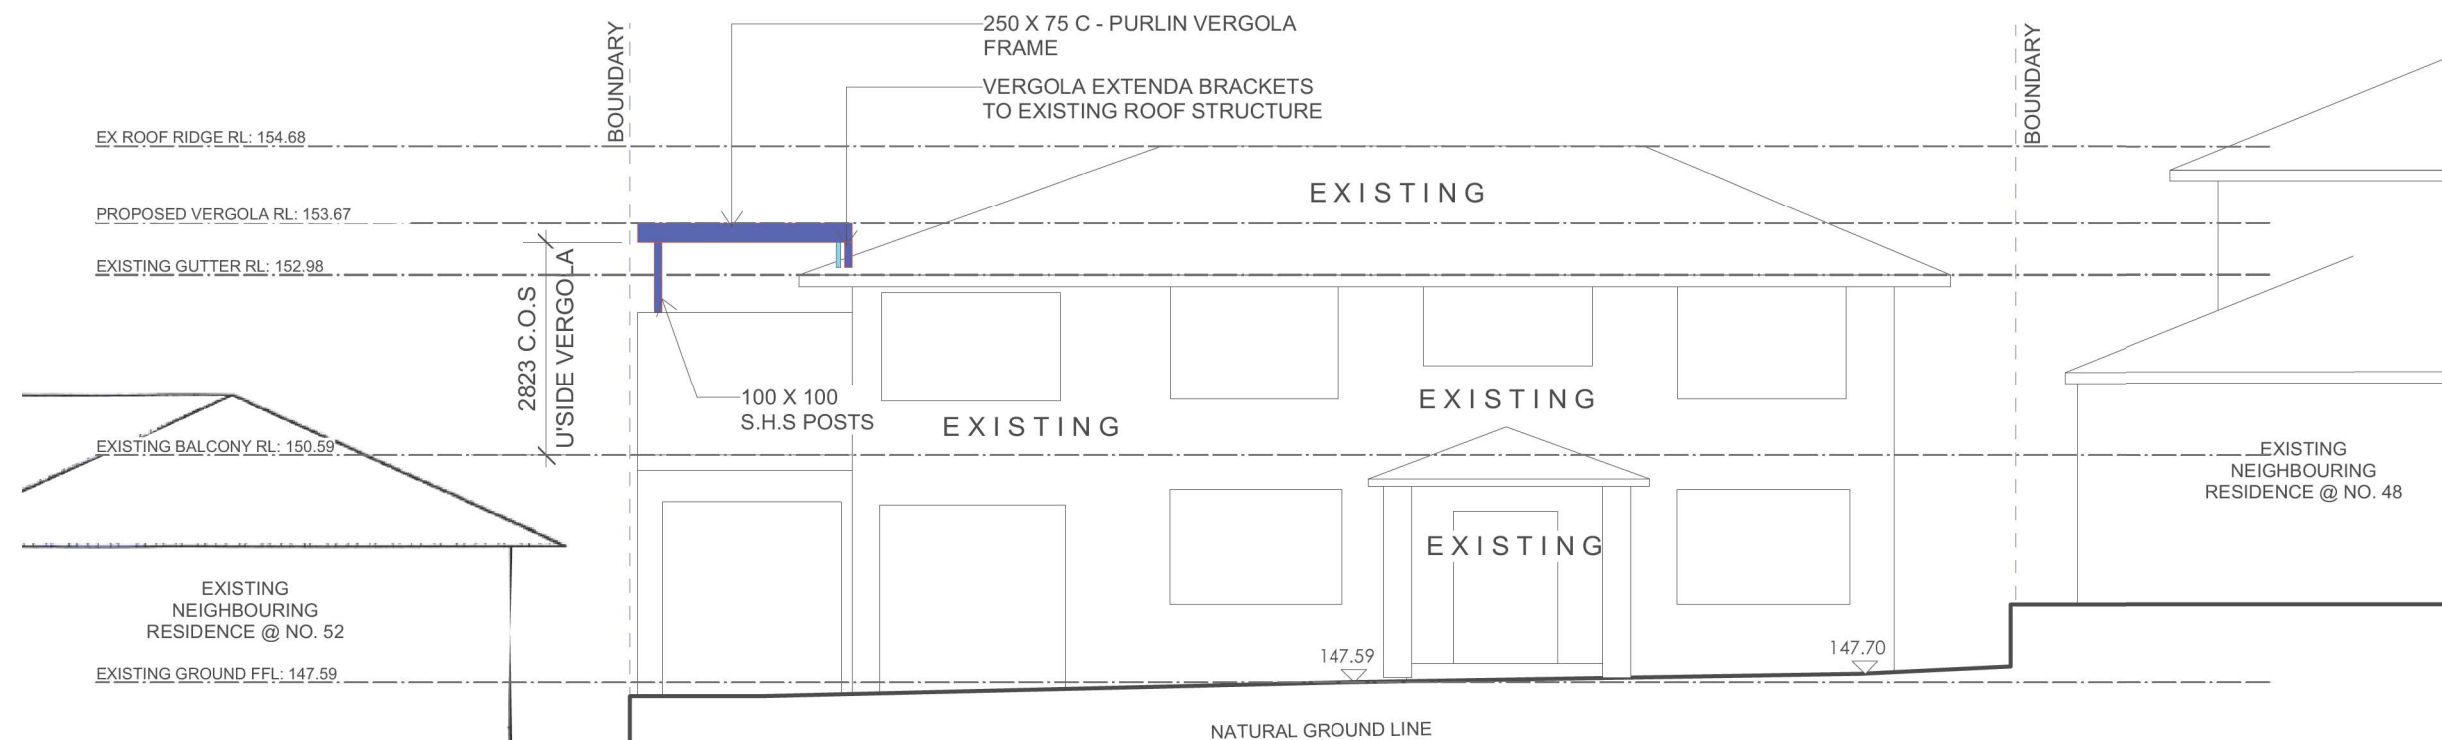 250 X 75 C - PURLIN VERGOLA
FRAME
VERGOLA EXTENDA BRACKETS
TO EXISTING ROOF STRUCTURE
BOUNDARY
BOUNDARY
EX ROOF RIDGE RL: 154.68
EXISTING
PROPOSED VERGOLA RL: 153.67
EXISTING GUTTER RL: 152.98
2823 C.O.S
U'SIDE VERGOLA
100 X 100
S.H.S POSTS
EXISTING
EXISTING
EXISTING BALCONY RL: 150.59
EXISTING
NEIGHBOURING
RESIDENCE @ NO. 48
EXISTING
EXISTING
NEIGHBOURING
RESIDENCE @ NO. 52
147.59
147.70
EXISTING GROUND FFL: 147.59
NATURAL GROUND LINE